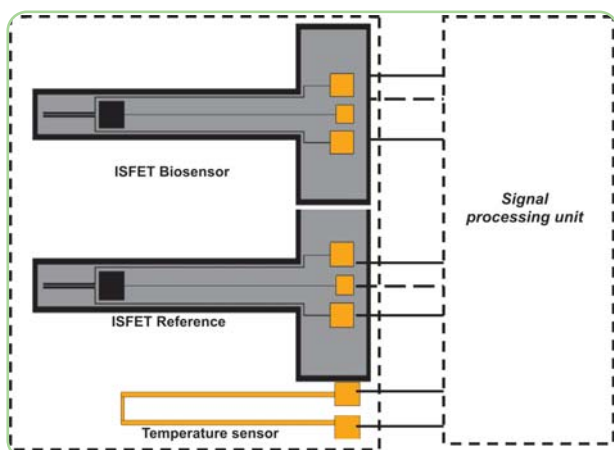 ISFET Biosensor
Signal
processing unit
ISFET Reference
Temperature sensor